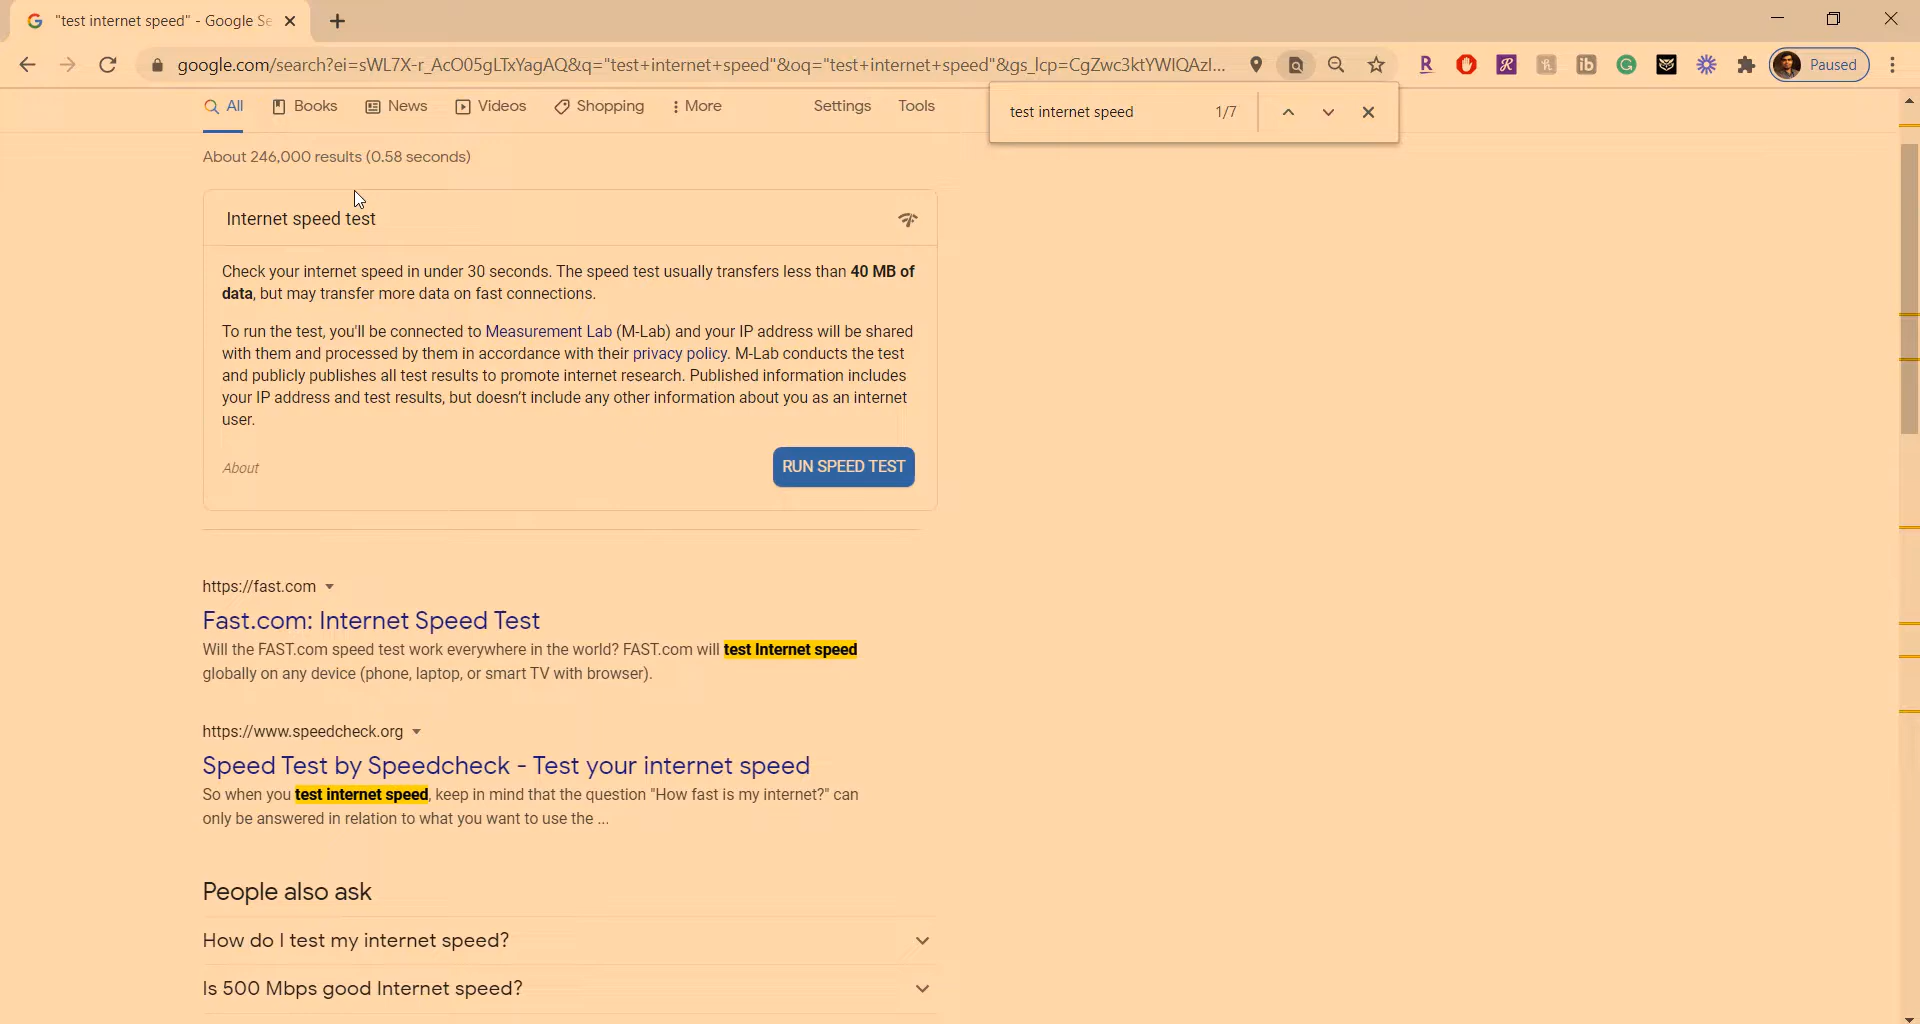 "test internet speed" - Google Se
google.com/search?ei=sWL7X-r_AcO05gLTxYagAQ&q="test+internet+speed"&oq="test+internet+speed"&gs_lcp=CgZwc3ktYWIQAzI...
Paused
All
Books
News
Videos
Shopping
More
Settings
Tools
test internet speed
1/7
About 246,000 results (0.58 seconds)
Internet speed test
Check your internet speed in under 30 seconds. The speed test usually transfers less than 40 MB of
data, but may transfer more data on fast connections.
To run the test, you'll be connected to Measurement Lab (M-Lab) and your IP address will be shared
with them and processed by them in accordance with their privacy policy. M-Lab conducts the test
and publicly publishes all test results to promote internet research. Published information includes
your IP address and test results, but doesn’t include any other information about you as an internet
user.
About
RUN SPEED TEST
https://fast.com
Fast.com: Internet Speed Test
Will the FAST.com speed test work everywhere in the world? FAST.com will test Internet speed
globally on any device (phone, laptop, or smart TV with browser).
https://www.speedcheck.org
Speed Test by Speedcheck - Test your internet speed
So when you test internet speed, keep in mind that the question "How fast is my internet?" can
only be answered in relation to what you want to use the ...
People also ask
How do I test my internet speed?
Is 500 Mbps good Internet speed?